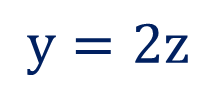 y = 2z